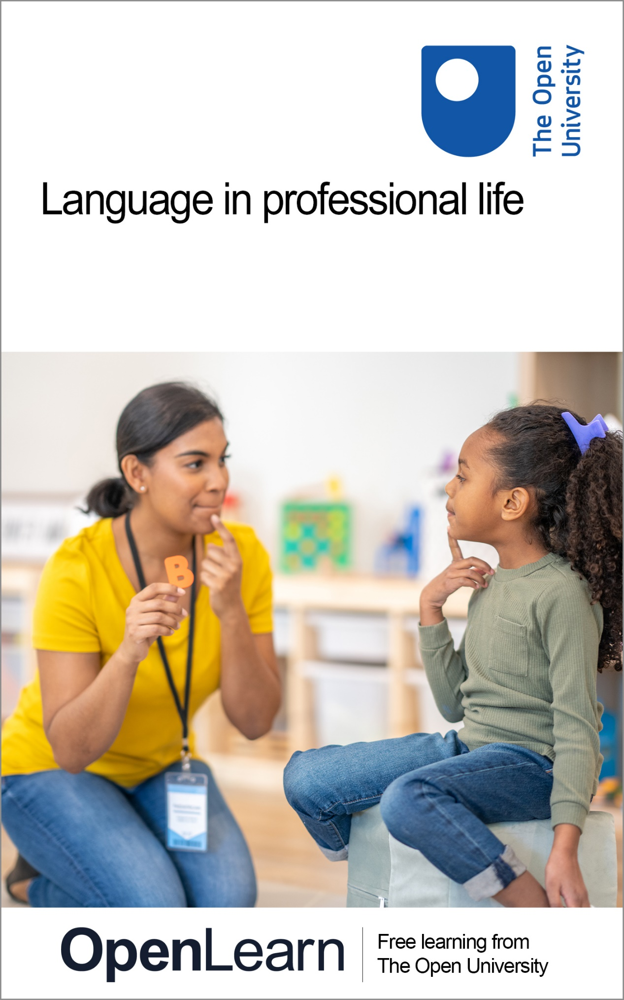 The Open
University
Language in professional life
B
OpenLearn
Free learning from
The Open University